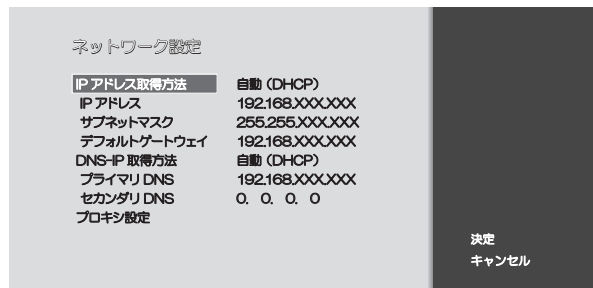 ネットワーク設定
IP アドレス取得方法 自動（DHCP）
IP アドレス 192.168.XXX.XXX
サブネットマスク 255.255.XXX.XXX
デフォルトゲートウェイ 192.168.XXX.XXX
DNS-IP 取得方法 自動（DHCP）
プライマリ DNS 192.168.XXX.XXX
セカンダリ DNS 0. 0. 0. 0
プロキシ設定
決定
キャンセル